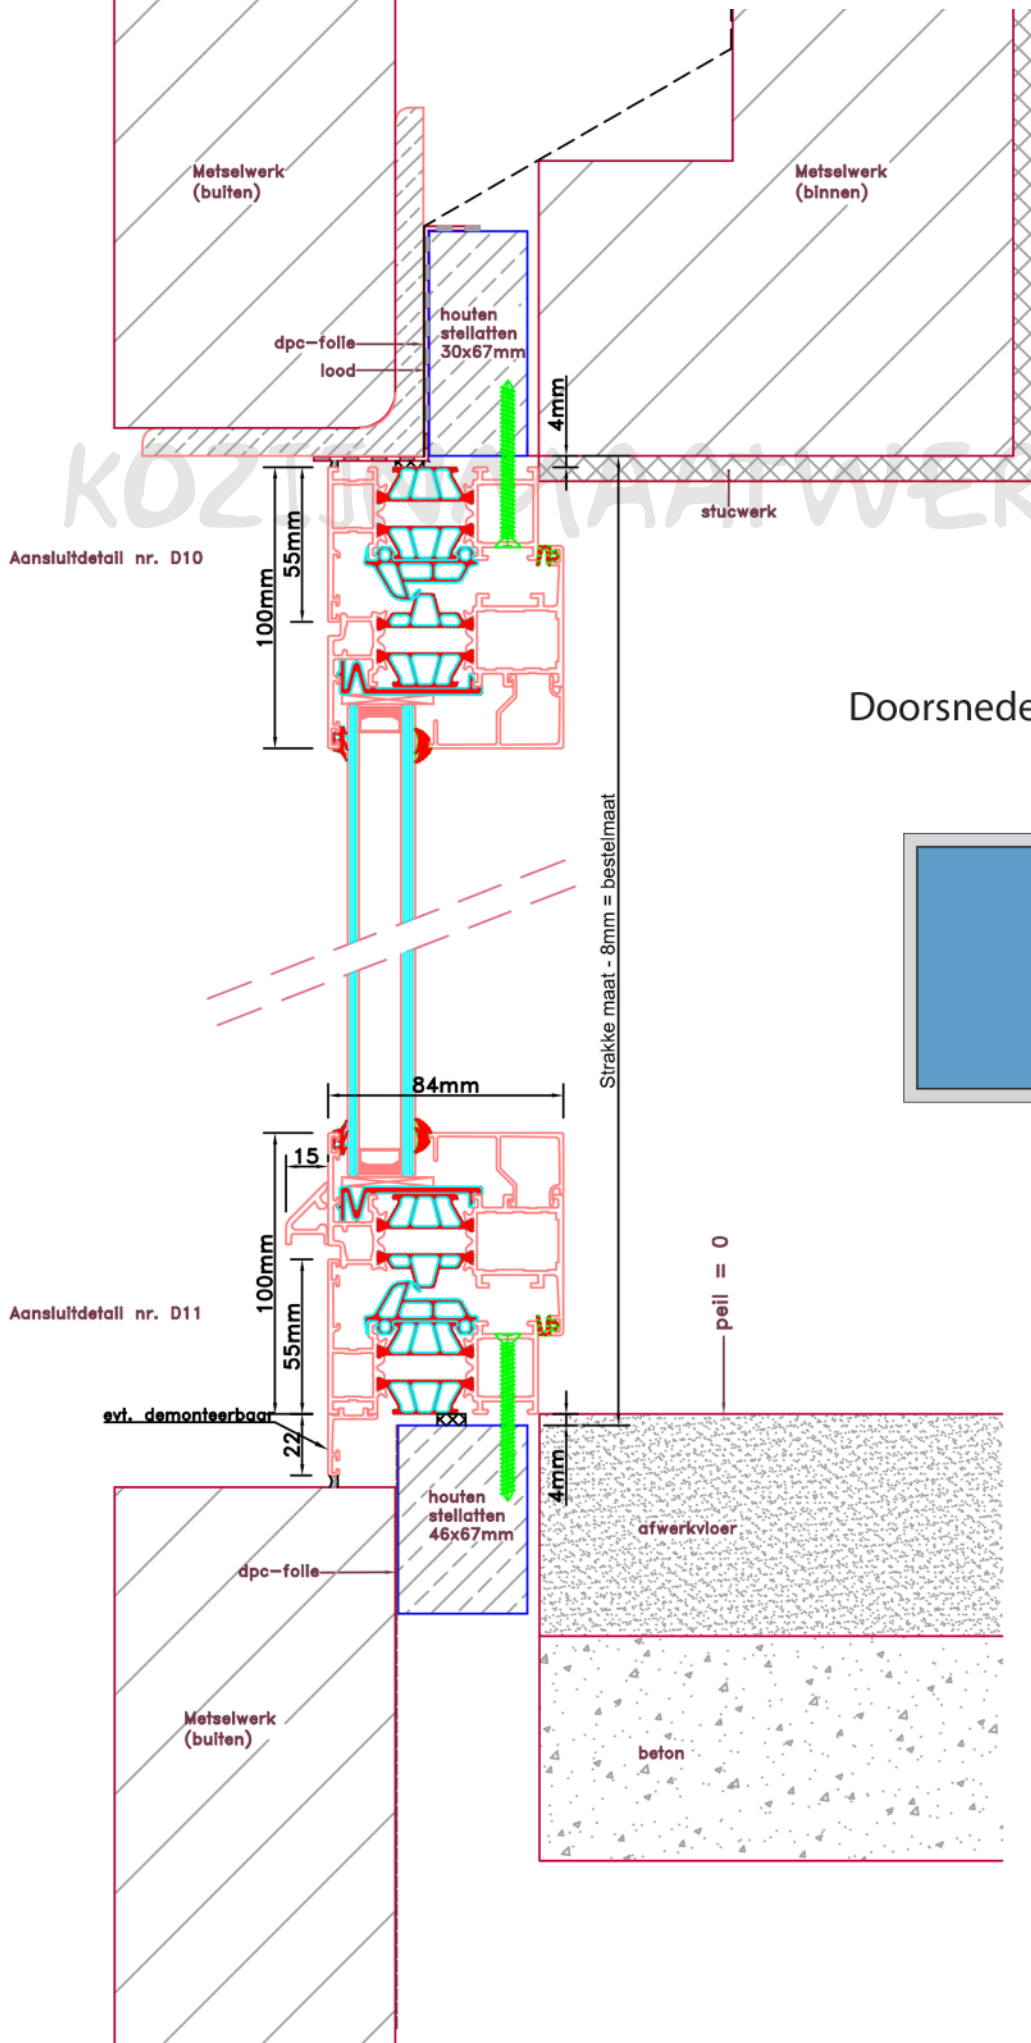 Metselwerk
(buiten)
Metselwerk
(binnen)
houten
stellatten
30x67mm
dpc-folie
lood
4mm
KOZIJNMAATWER
stucwerk
Aansluitdetail nr. D10
55mm
100mm
Doorsnede
Strakke maat - 8mm = bestelmaat
84mm
15
100mm
55mm
peil = 0
Aansluitdetail nr. D11
evt. demonteerbaar
22
4mm
houten
stellatten
46x67mm
afwerkvloer
dpc-folie
Metselwerk
(buiten)
beton